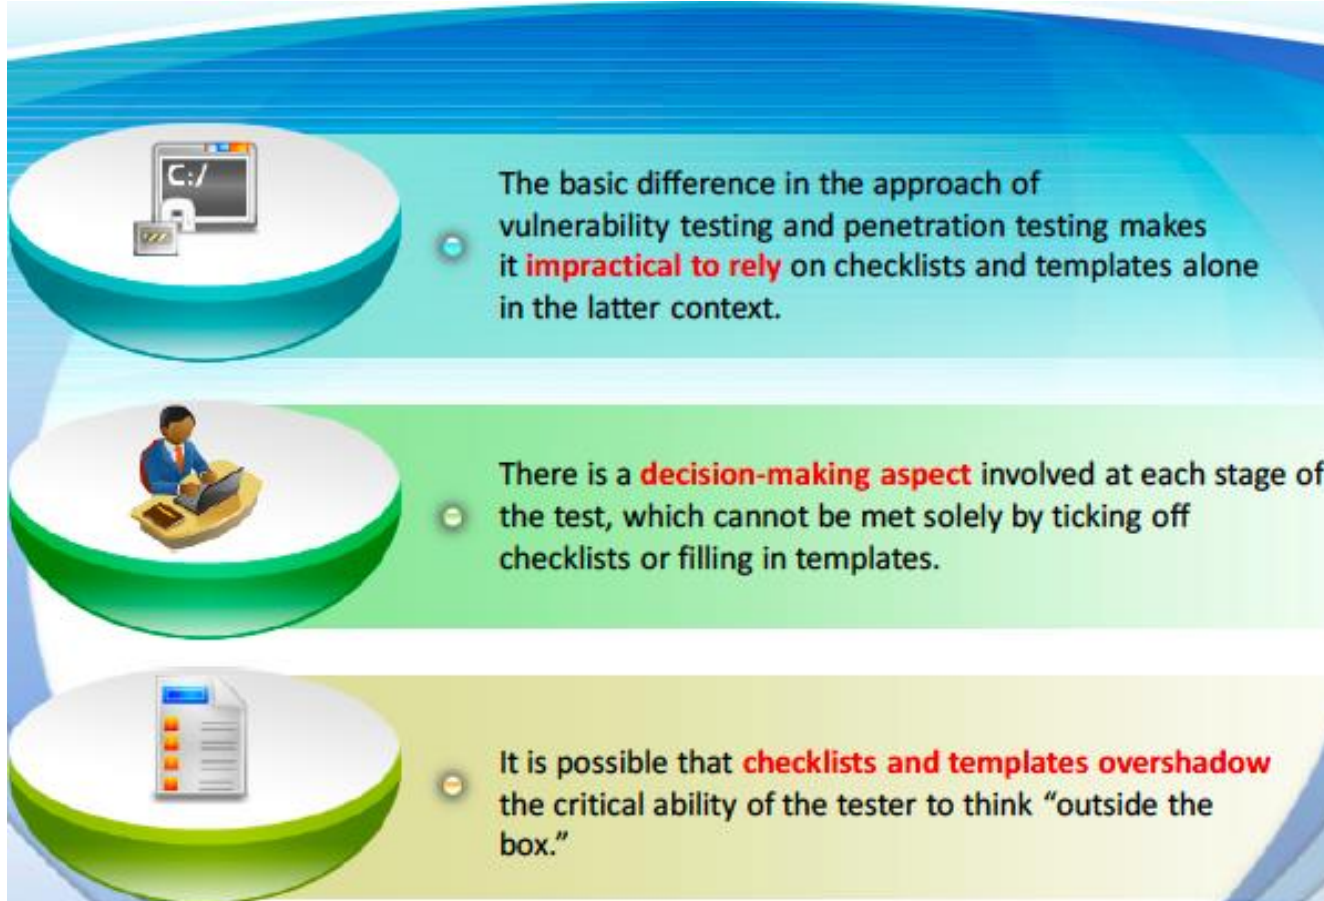 C:/
The basic difference in the approach of
vulnerability testing and penetration testing makes
it impractical to rely on checklists and templates alone
in the latter context.
There is a decision-making aspect involved at each stage of
the test, which cannot be met solely by ticking off
checklists or filling in templates.
It is possible that checklists and templates overshadow
the critical ability of the tester to think “outside the
box.”